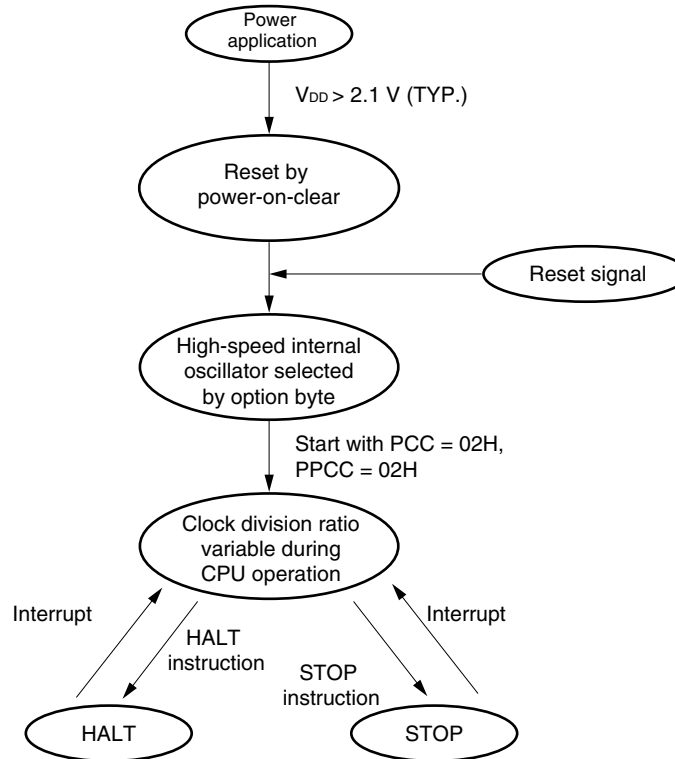 Power
application
VDD > 2.1 V (TYP.)
Reset by
power-on-clear
Reset signal
High-speed internal
oscillator selected
by option byte
Start with PCC = 02H,
PPCC = 02H
Clock division ratio
variable during
CPU operation
Interrupt
HALT
instruction
STOP
instruction
Interrupt
HALT
STOP